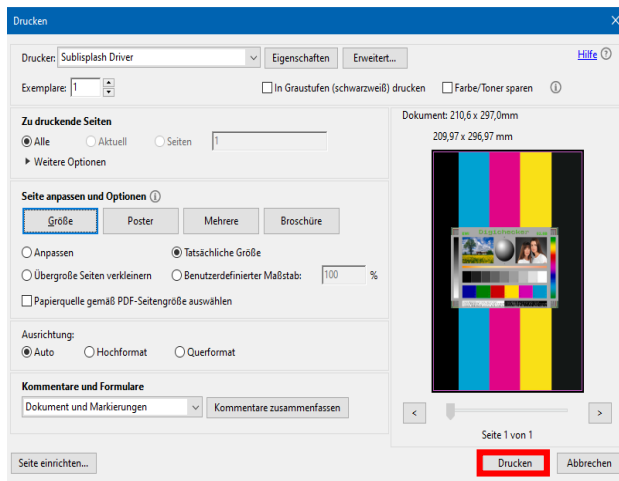 Drucken
Drucker: Sublisplash Driver Eigenschaften Erweitert... Hilfe
Exemplare: 1 In Graustufen (schwarzweiß) drucken Farbe/Toner sparen
Zu druckende Seiten
Alle Aktuell Seiten 1
Weitere Optionen
Seite anpassen und Optionen
Größe Poster Mehrere Broschüre
Anpassen Tatsächliche Größe
Übergroße Seiten verkleinern Benutzerdefinierter Maßstab: 100 %
Papierquelle gemäß PDF-Seitengröße auswählen
Ausrichtung:
Auto Hochformat Querformat
Kommentare und Formulare
Dokument und Markierungen Kommentare zusammenfassen
Dokument: 210,6 x 297,0mm
209,97 x 296,97 mm
Digichecker
< >
Seite 1 von 1
Seite einrichten... Drucken Abbrechen